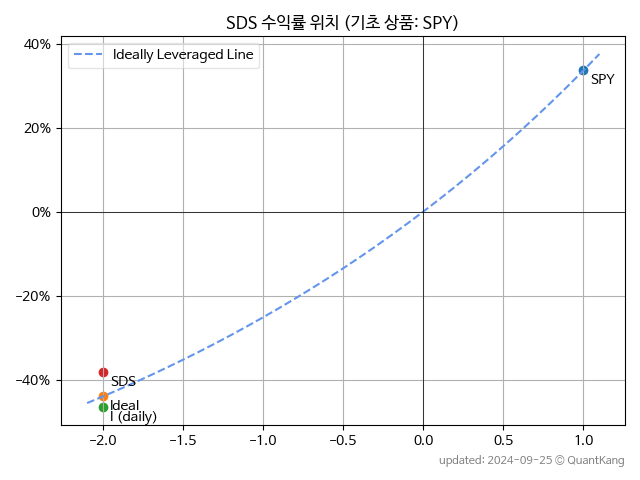 SDS 수익률 위치 (기초 상품: SPY)
Ideally Leveraged Line
40%
20%
0%
−20%
−40%
SPY
SDS
Ideal
I (daily)
−2.0 −1.5 −1.0 −0.5 0.0 0.5 1.0
updated: 2024-09-25 © QuantKang